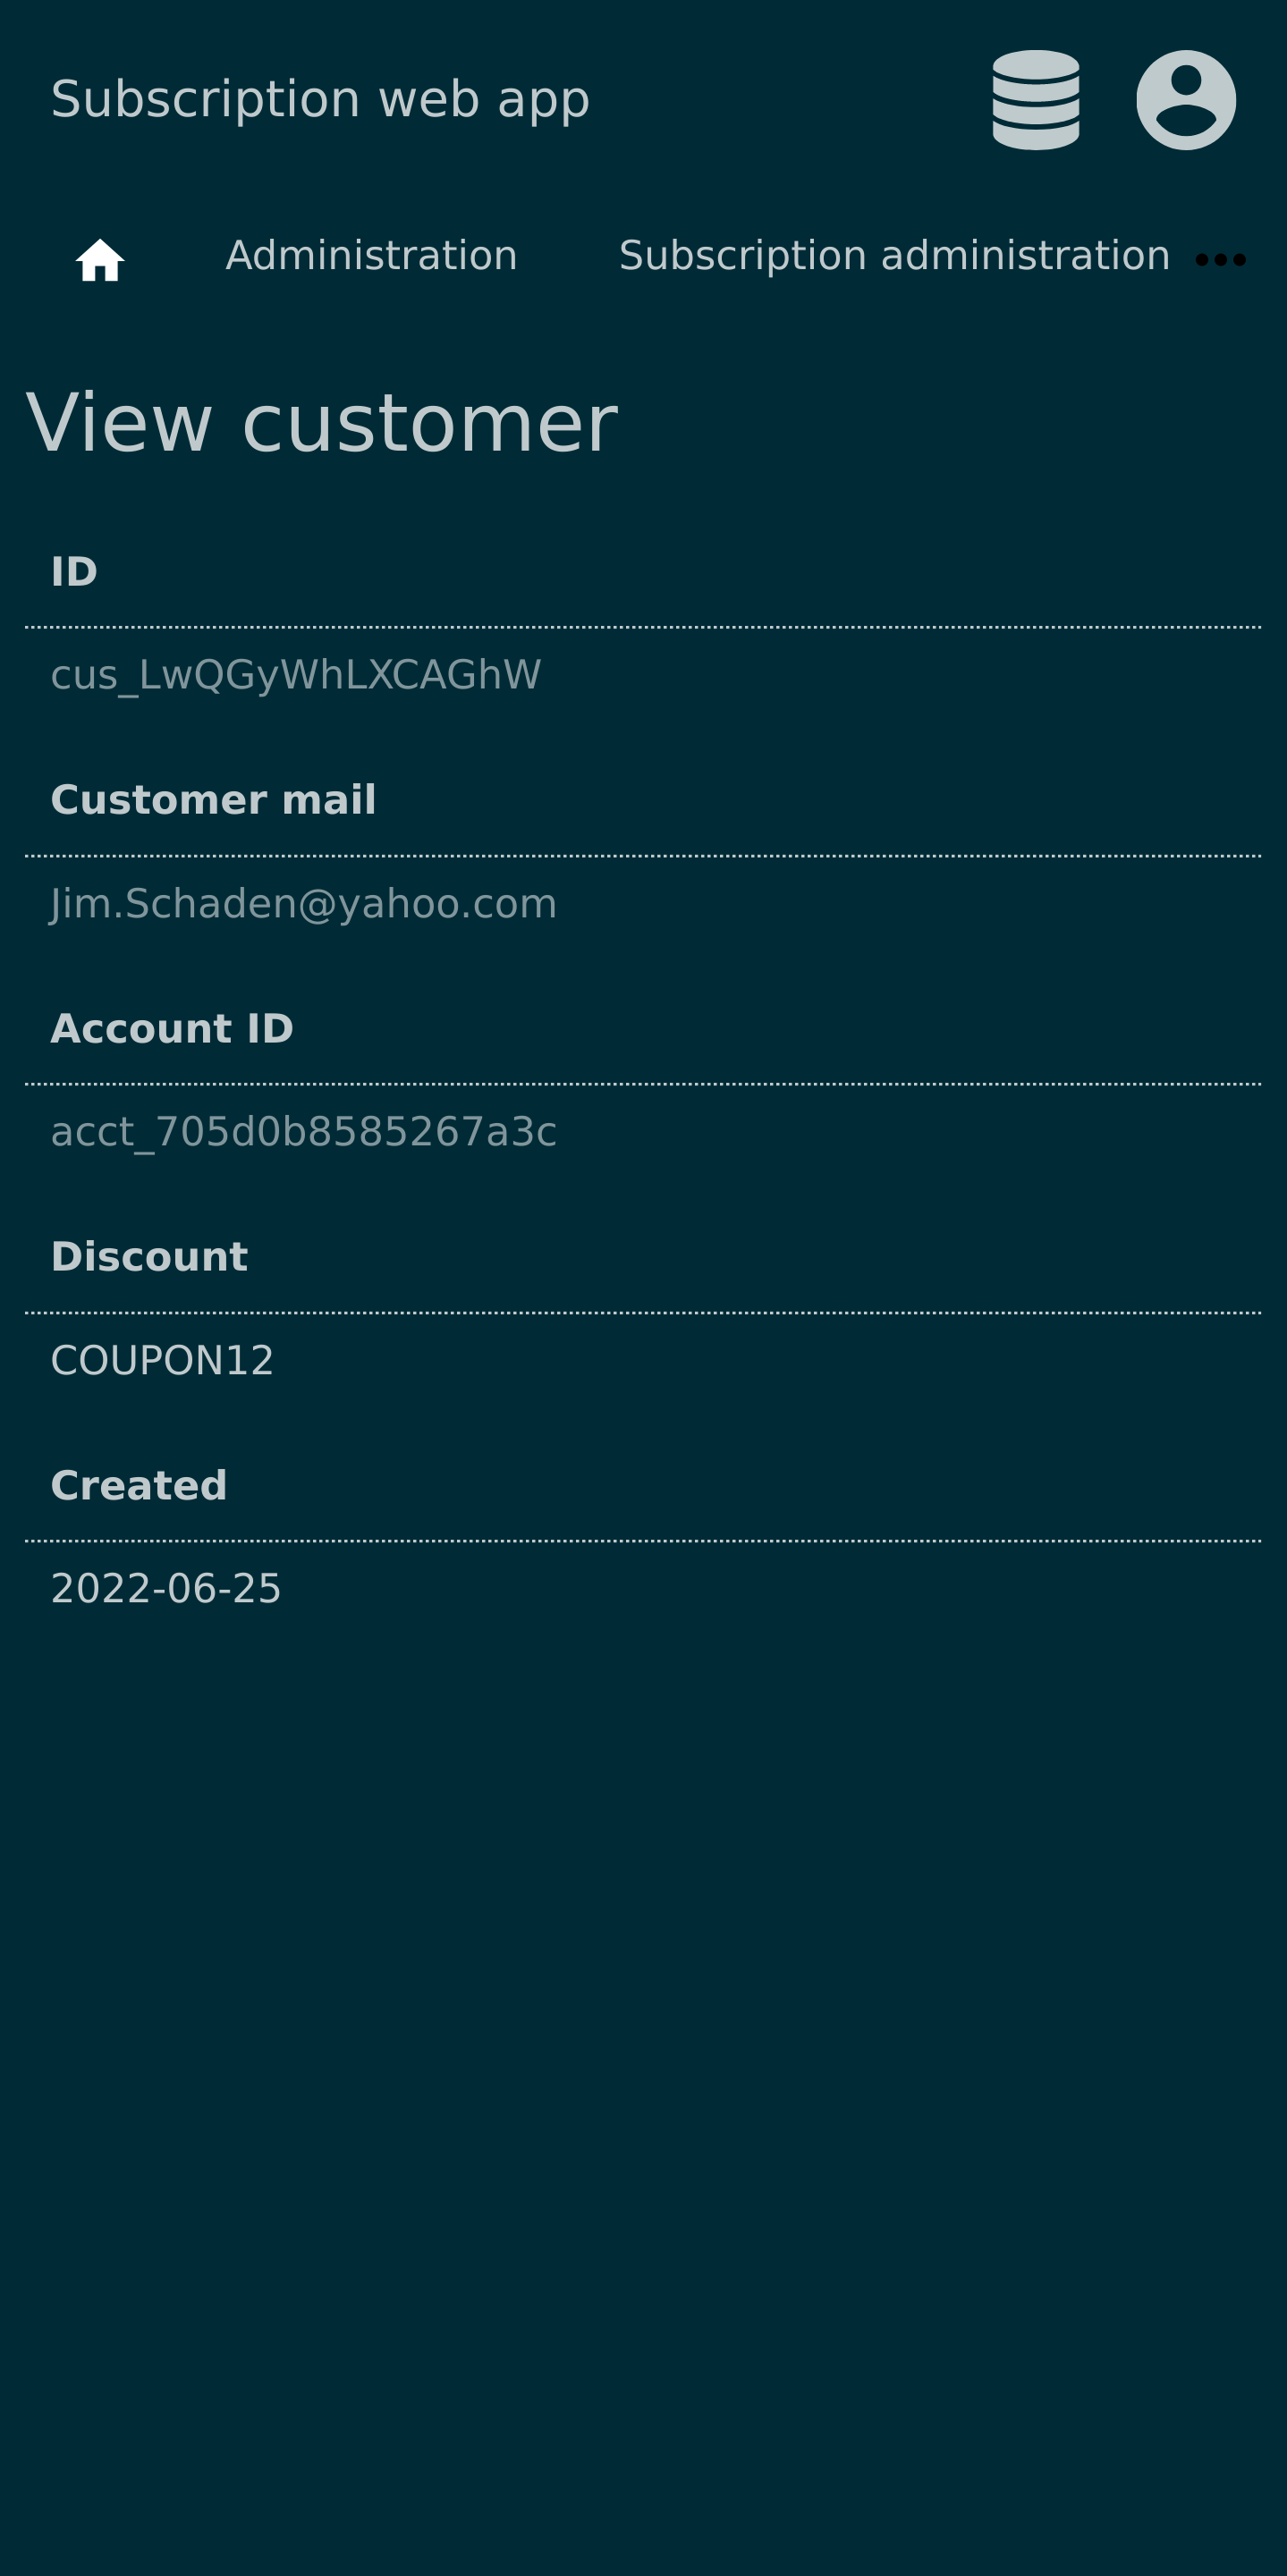 Subscription web app
Administration Subscription administration
View customer
ID
cus_LwQGyWhLXCAGhW
Customer mail
Jim.Schaden@yahoo.com
Account ID
acct_705d0b8585267a3c
Discount
COUPON12
Created
2022-06-25